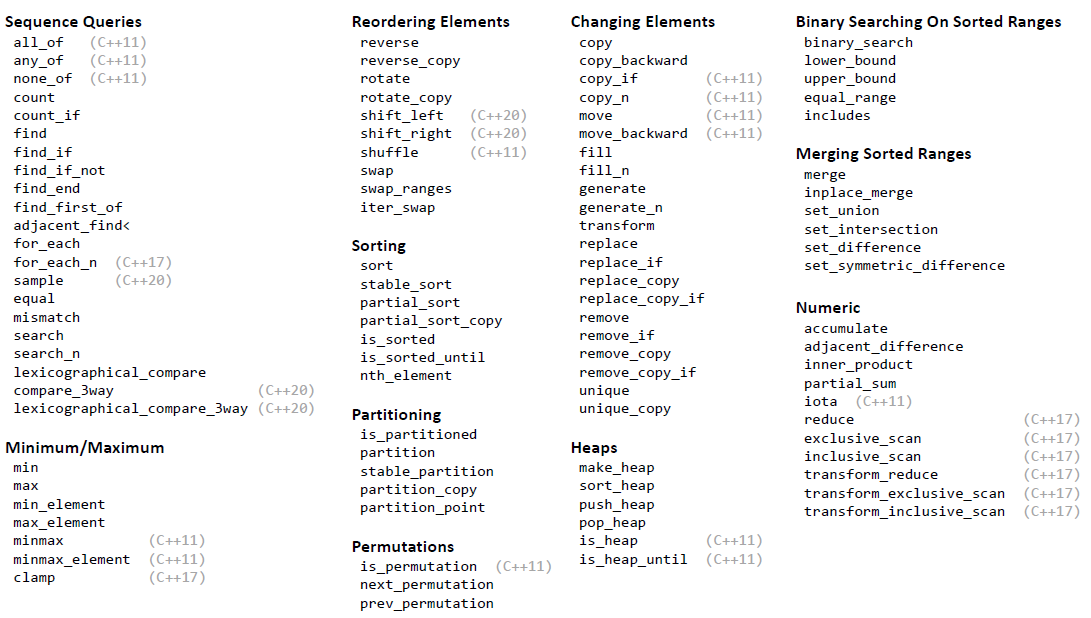 Sequence Queries
all_of (C++11)
any_of (C++11)
none_of (C++11)
count
count_if
find
find_if
find_if_not
find_end
find_first_of
adjacent_find<
for_each
for_each_n (C++17)
sample (C++20)
equal
mismatch
search
search_n
lexicographical_compare
compare_3way (C++20)
lexicographical_compare_3way (C++20)
Minimum/Maximum
min
max
min_element
max_element
minmax (C++11)
minmax_element (C++11)
clamp (C++17)
Reordering Elements
reverse
reverse_copy
rotate
rotate_copy
shift_left (C++20)
shift_right (C++20)
shuffle (C++11)
swap
swap_ranges
iter_swap
Sorting
sort
stable_sort
partial_sort
partial_sort_copy
is_sorted
is_sorted_until
nth_element
Partitioning
is_partitioned
partition
stable_partition
partition_copy
partition_point
Permutations
is_permutation (C++11)
next_permutation
prev_permutation
Changing Elements
copy
copy_backward
copy_if (C++11)
copy_n (C++11)
move (C++11)
move_backward (C++11)
fill
fill_n
generate
generate_n
transform
replace
replace_if
replace_copy
replace_copy_if
remove
remove_if
remove_copy
remove_copy_if
unique
unique_copy
Heaps
make_heap
sort_heap
push_heap
pop_heap
is_heap (C++11)
is_heap_until (C++11)
Binary Searching On Sorted Ranges
binary_search
lower_bound
upper_bound
equal_range
includes
Merging Sorted Ranges
merge
inplace_merge
set_union
set_intersection
set_difference
set_symmetric_difference
Numeric
accumulate
adjacent_difference
inner_product
partial_sum
iota (C++11)
reduce (C++17)
exclusive_scan (C++17)
inclusive_scan (C++17)
transform_reduce (C++17)
transform_exclusive_scan (C++17)
transform_inclusive_scan (C++17)